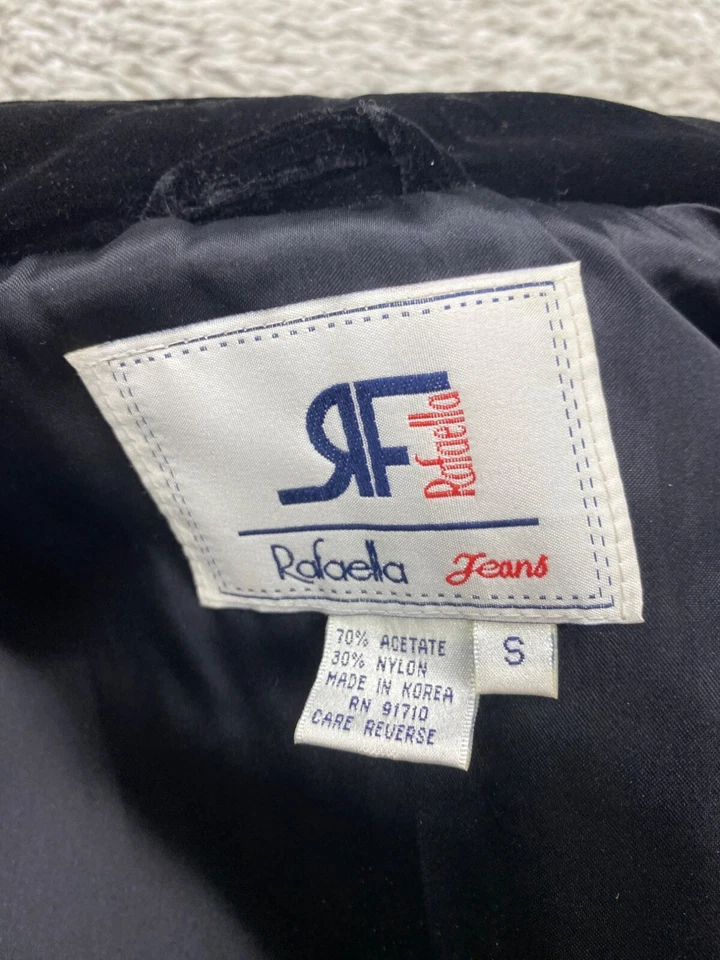 RF Rafaella
Rafaella Jeans
70% ACETATE
30% NYLON
MADE IN KOREA
RN 91710
CARE REVERSE
S